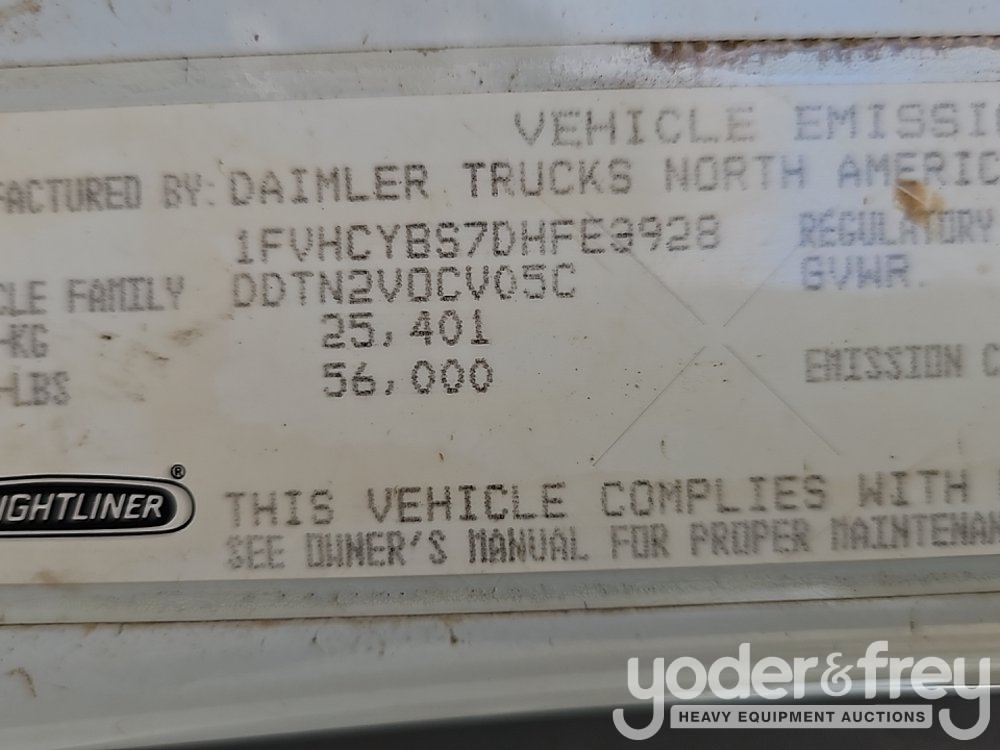 VEHICLE EMISSI
FACTURED BY: DAIMLER TRUCKS NORTH AMERIC
1FVHCYBS7DHFE3928 REGULATORY
CLE FAMILY DDTN2VOCV05C GVWR.
-KG 25,401
-LBS 56,000 EMISSION C
IGHTLINER®
THIS VEHICLE COMPLIES WITH
SEE OWNER'S MANUAL FOR PROPER MAINTENAN
yoder&frey
HEAVY EQUIPMENT AUCTIONS